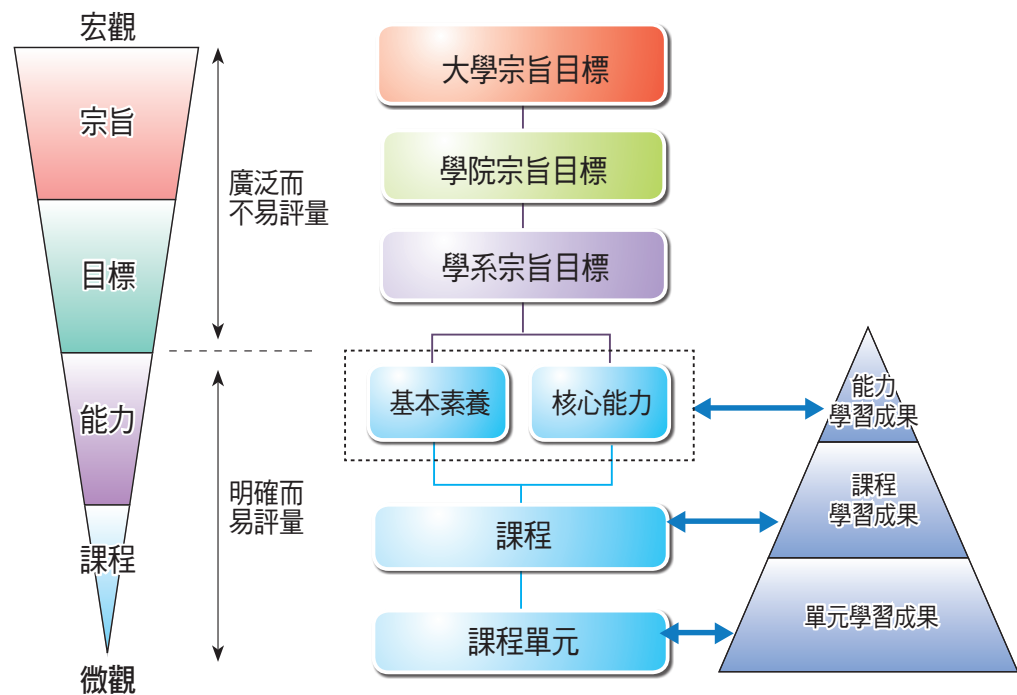 宏觀
宗旨
目標
能力
課程
微觀
廣泛而
不易評量
明確而
易評量
大學宗旨目標
學院宗旨目標
學系宗旨目標
基本素養
核心能力
課程
課程單元
能力
學習成果
課程
學習成果
單元學習成果